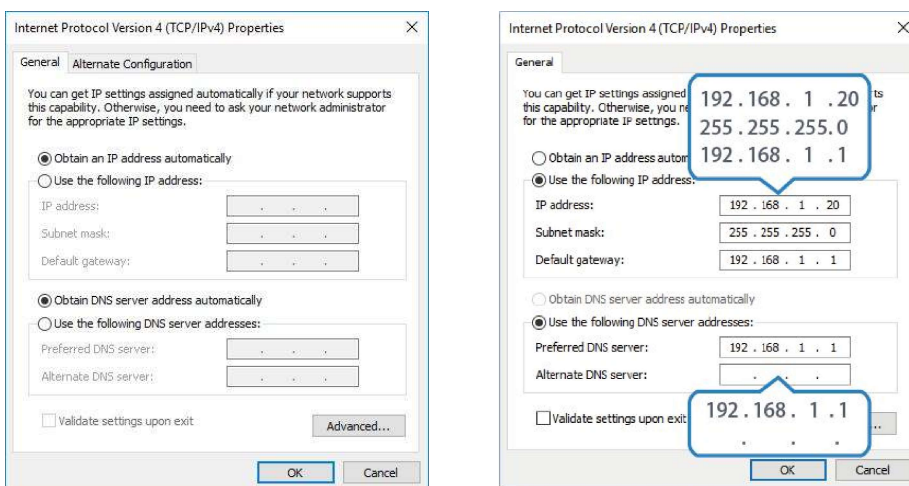 Internet Protocol Version 4 (TCP/IPv4) Properties
General
Alternate Configuration
You can get IP settings assigned automatically if your network supports
this capability. Otherwise, you need to ask your network administrator
for the appropriate IP settings.
Obtain an IP address automatically
Use the following IP address:
IP address:
. . .
Subnet mask:
. . .
Default gateway:
. . .
Obtain DNS server address automatically
Use the following DNS server addresses:
Preferred DNS server:
. . .
Alternate DNS server:
. . .
Validate settings upon exit
Advanced...
OK
Cancel
Internet Protocol Version 4 (TCP/IPv4) Properties
General
You can get IP settings assigned
this capability. Otherwise, you
for the appropriate IP settings.
192.168. 1 .20
255.255.255.0
192.168. 1 .1
Obtain an IP address
Use the following IP address:
IP address:
192 . 168 . 1 . 20
Subnet mask:
255 . 255 . 255 . 0
Default gateway:
192 . 168 . 1 . 1
Obtain DNS server address automatically
Use the following DNS server addresses:
Preferred DNS server:
192 . 168 . 1 . 1
Alternate DNS server:
. . .
192.168. 1 .1
. . .
Validate settings upon exit
...
OK
Cancel